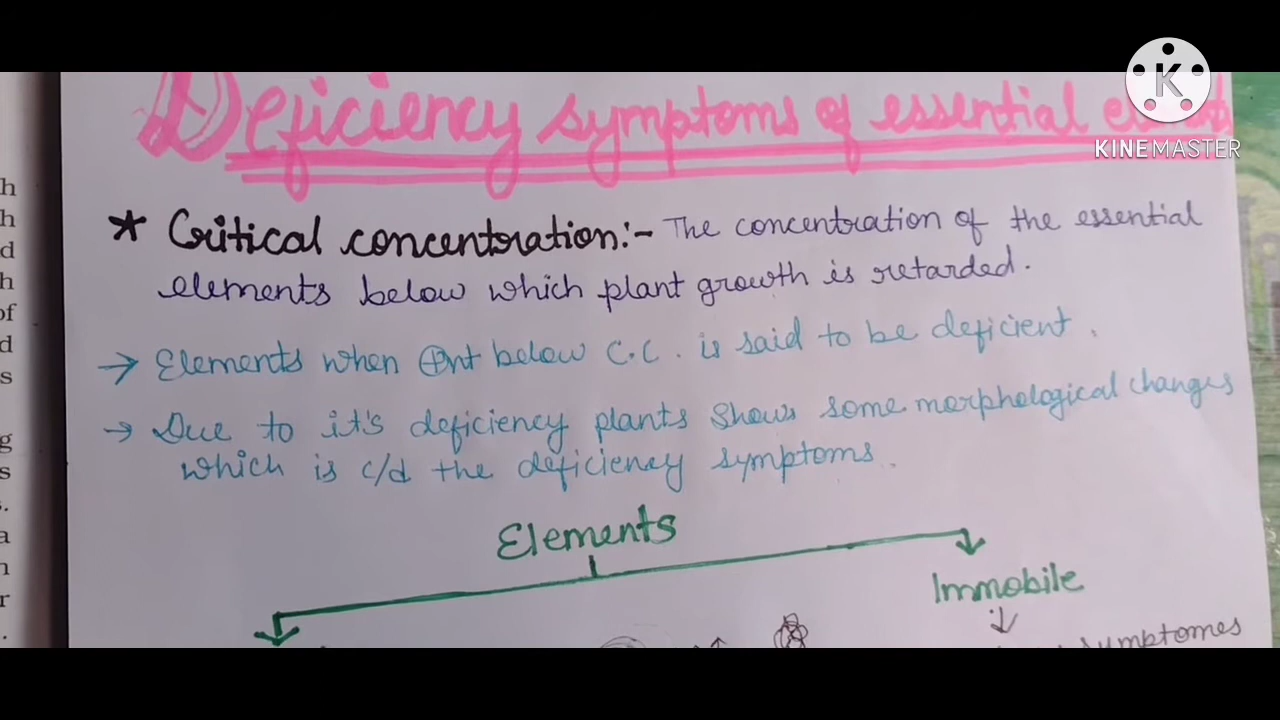 Deficiency symptoms of essential
KINEMASTER
* Critical concentration:- The concentration of the essential
elements below which plant growth is retarded.
→ Elements when ⊕nt below C.C. is said to be deficient.
→ Due to it's deficiency plants shows some morphological changes
which is c/d the deficiency symptoms.
Elements
Immobile
symptomes
h
h
d
h
of
d
s
g
s
s.
a
n
r
.